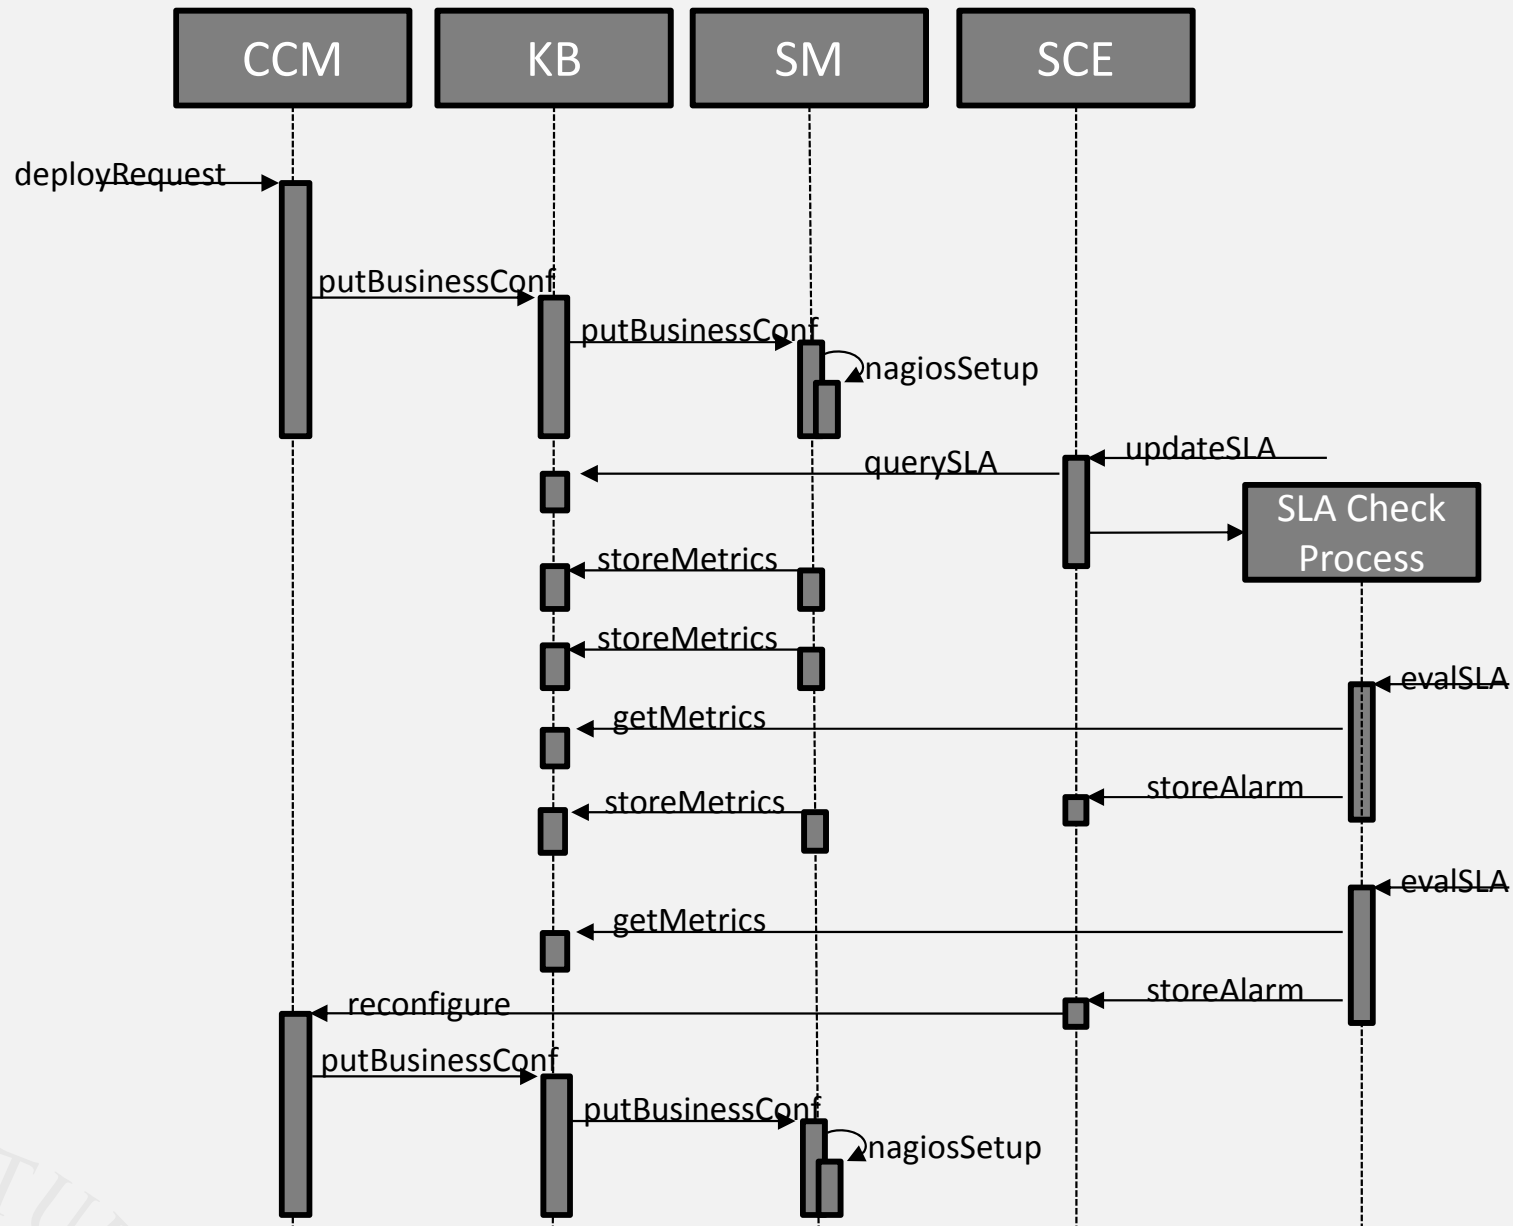 CCM
KB
SM
SCE
deployRequest
putBusinessConf
putBusinessConf
nagiosSetup
updateSLA
querySLA
SLA Check
Process
storeMetrics
storeMetrics
evalSLA
getMetrics
storeAlarm
storeMetrics
evalSLA
getMetrics
storeAlarm
reconfigure
putBusinessConf
putBusinessConf
nagiosSetup